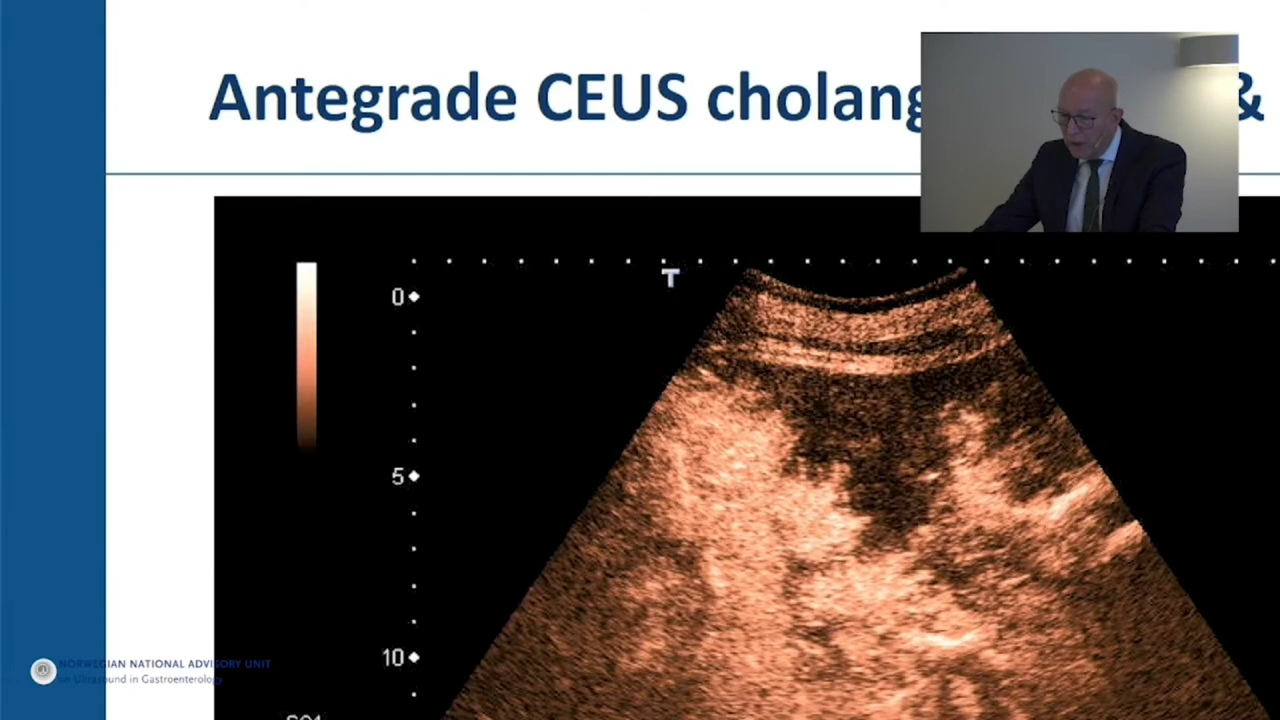 Antegrade CEUS cholang &
T
0
5
10
NORWEGIAN NATIONAL ADVISORY UNIT
on Ultrasound in Gastroenterology